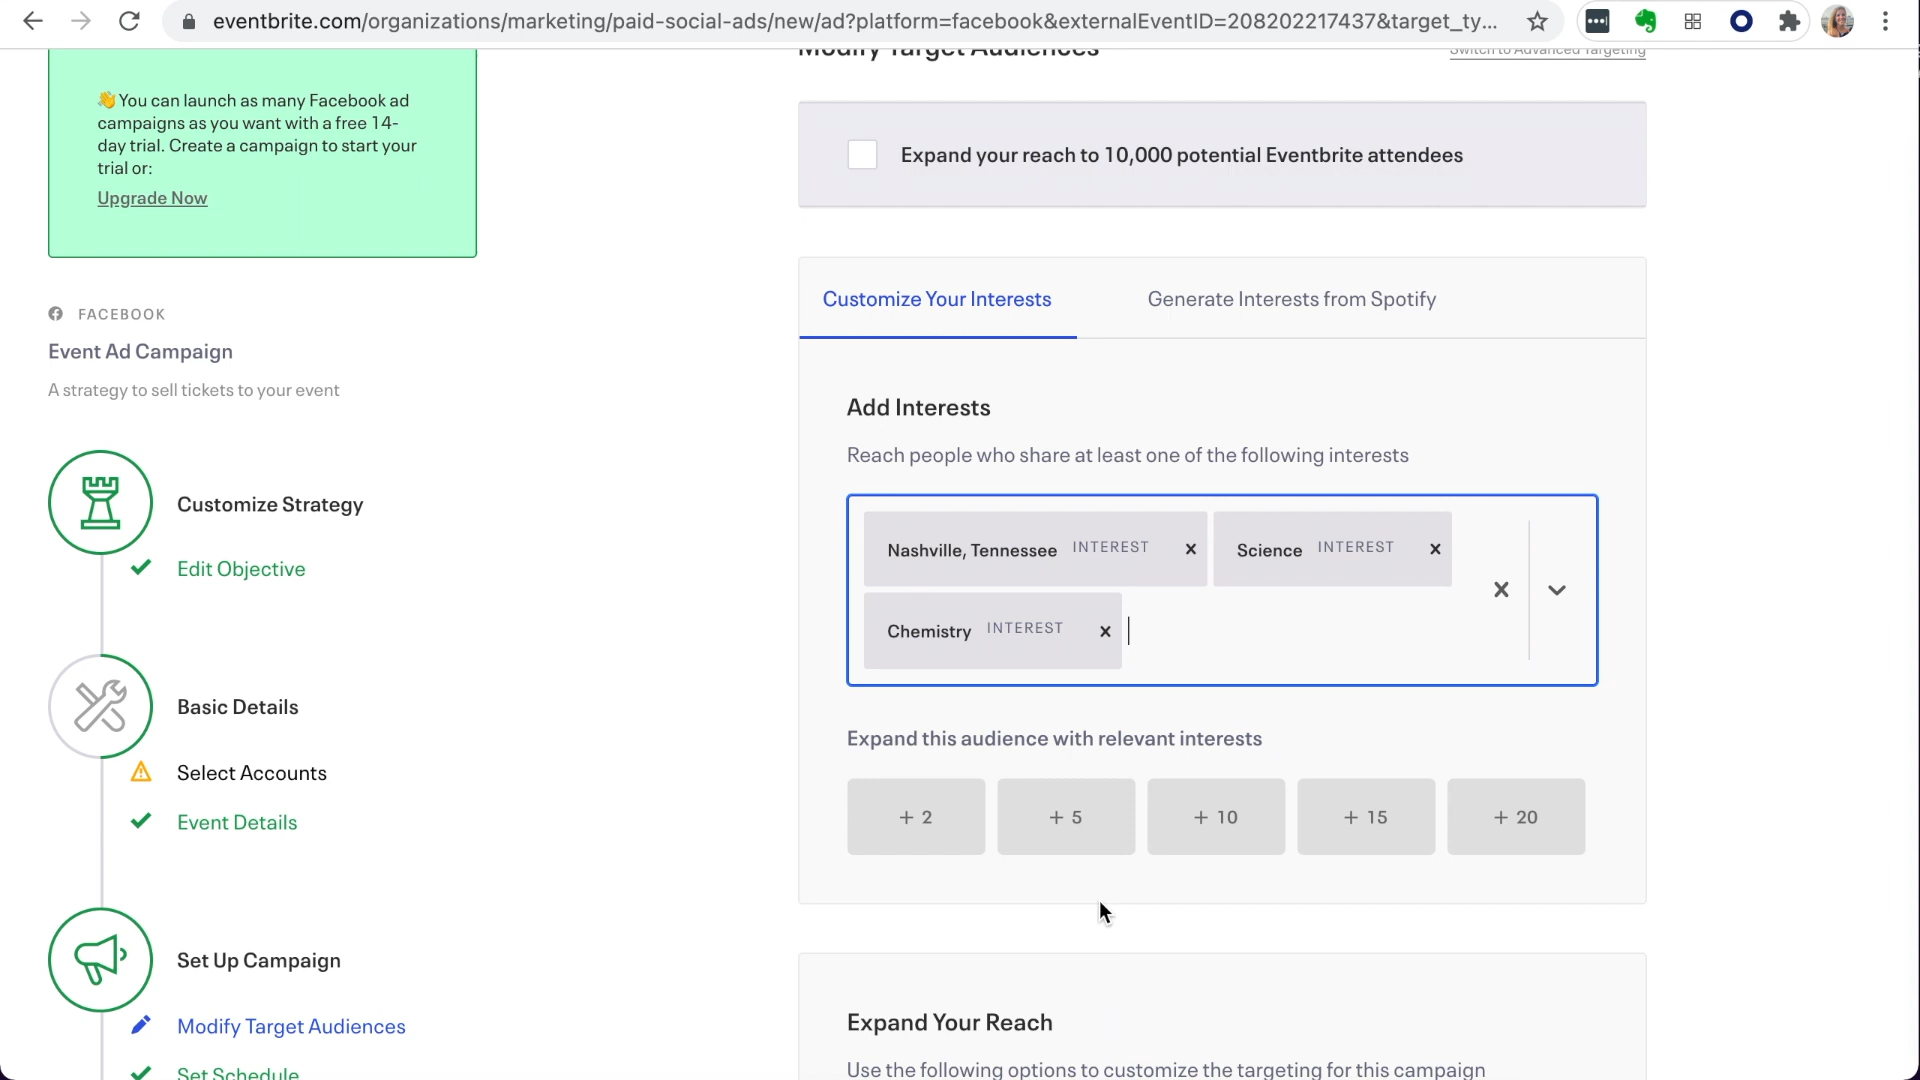 eventbrite.com/organizations/marketing/paid-social-ads/new/ad?platform=facebook&externalEventID=208202217437&target_ty...
👋You can launch as many Facebook ad
campaigns as you want with a free 14-
day trial. Create a campaign to start your
trial or:
Upgrade Now
FACEBOOK
Event Ad Campaign
A strategy to sell tickets to your event
Customize Strategy
Edit Objective
Basic Details
Select Accounts
Event Details
Set Up Campaign
Modify Target Audiences
Set Schedule
Modify Target Audiences
Switch to Advanced Targeting
Expand your reach to 10,000 potential Eventbrite attendees
Customize Your Interests
Generate Interests from Spotify
Add Interests
Reach people who share at least one of the following interests
Nashville, Tennessee INTEREST
Science INTEREST
Chemistry INTEREST
Expand this audience with relevant interests
+ 2
+ 5
+ 10
+ 15
+ 20
Expand Your Reach
Use the following options to customize the targeting for this campaign